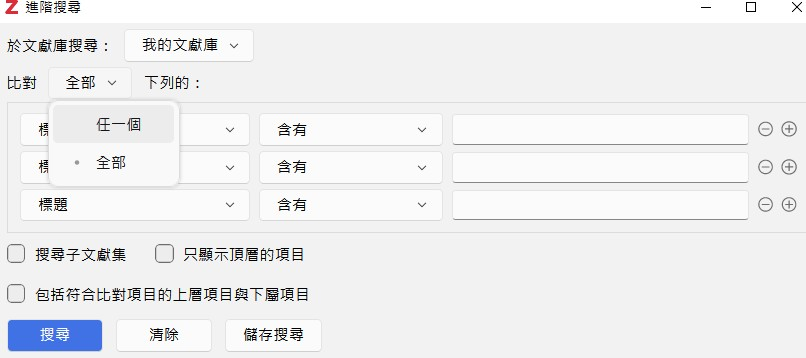 Z 進階搜尋
於文獻庫搜尋： 我的文獻庫
比對 全部 下列的：
任一個
全部
標 含有
標 含有
標題 含有
搜尋子文獻集 只顯示頂層的項目
包括符合比對項目的上層項目與下屬項目
搜尋 清除 儲存搜尋